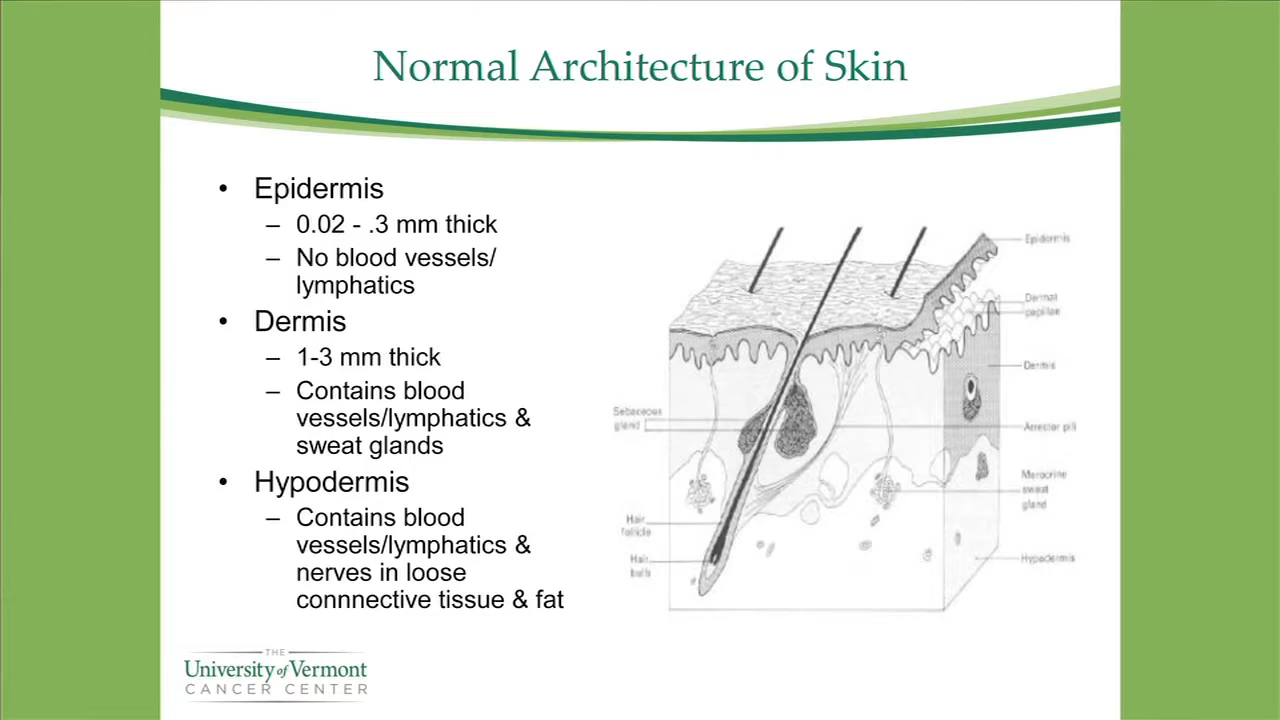 Normal Architecture of Skin
• Epidermis
– 0.02 - .3 mm thick
– No blood vessels/
lymphatics
• Dermis
– 1-3 mm thick
– Contains blood
vessels/lymphatics &
sweat glands
• Hypodermis
– Contains blood
vessels/lymphatics &
nerves in loose
connnective tissue & fat
Epidermis
Dermal
papillae
Dermis
Sebaceous
gland
Arrector pili
Merocrine
sweat
gland
Hair
follicle
Hair
bulb
Hypodermis
THE
University of Vermont
CANCER CENTER